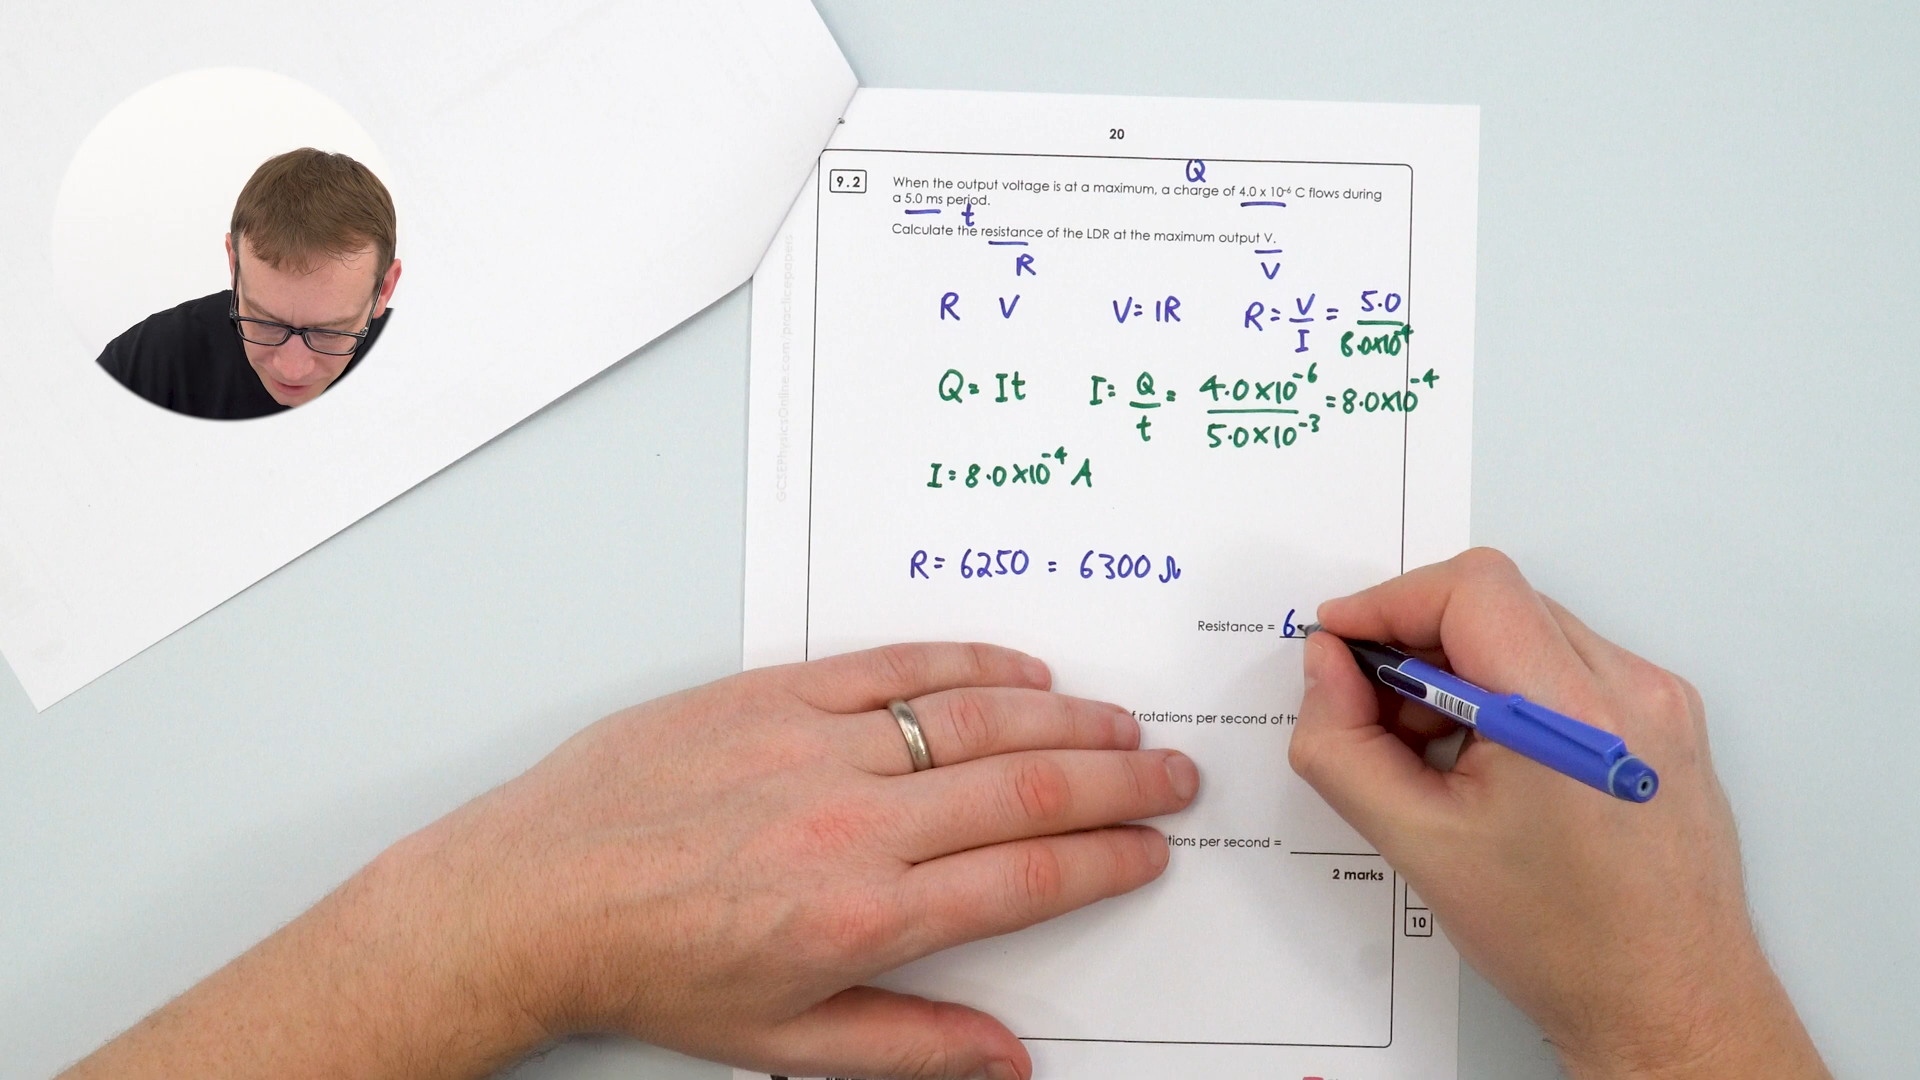 20
Q
9.2 When the output voltage is at a maximum, a charge of 4.0 x 10⁻⁶ C flows during
a 5.0 ms period.
t
Calculate the resistance of the LDR at the maximum output V.
R V
R V V= IR R= V/I = 5.0/8.0x10⁻⁴
Q= It I= Q/t = 4.0x10⁻⁶/5.0x10⁻³ =8.0x10⁻⁴
I= 8.0x10⁻⁴ A
R= 6250 = 6300 Ω
Resistance = 6
rotations per second of
per second =
2 marks
10
GCSEPhysicsOnline.com/practicepapers